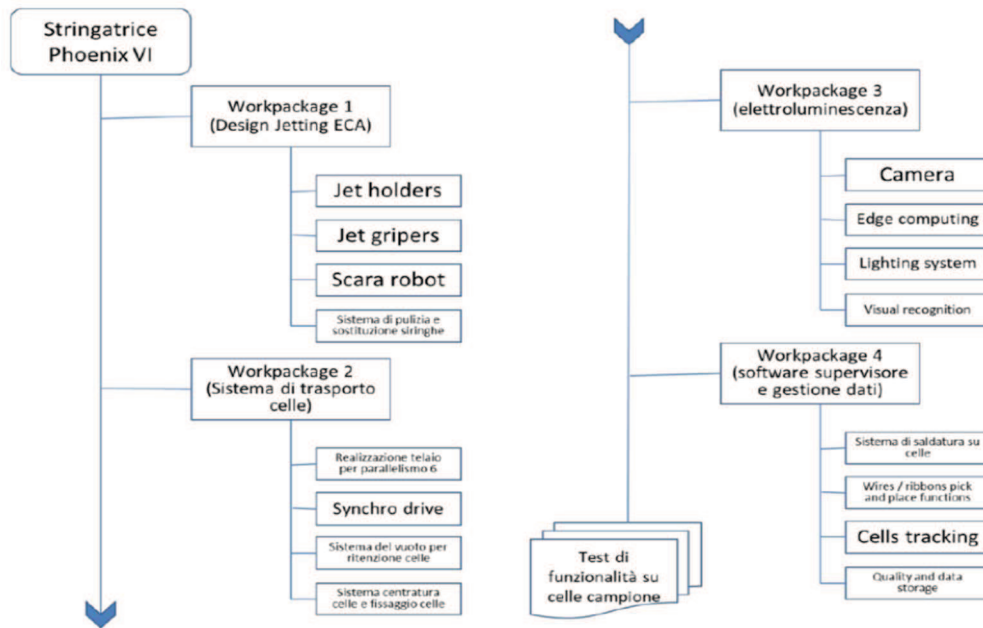 Stringatrice
Phoenix VI
Workpackage 1
(Design Jetting ECA)
Jet holders
Jet gripers
Scara robot
Sistema di pulizia e
sostituzione siringhe
Workpackage 2
(Sistema di trasporto
celle)
Realizzazione telaio
per parallelismo 6
Synchro drive
Sistema del vuoto per
ritenzione celle
Sistema centratura
celle e fissaggio celle
Workpackage 3
(elettroluminescenza)
Camera
Edge computing
Lighting system
Visual recognition
Workpackage 4
(software supervisore
e gestione dati)
Sistema di saldatura su
celle
Wires / ribbons pick
and place functions
Cells tracking
Quality and data
storage
Test di
funzionalità su
celle campione